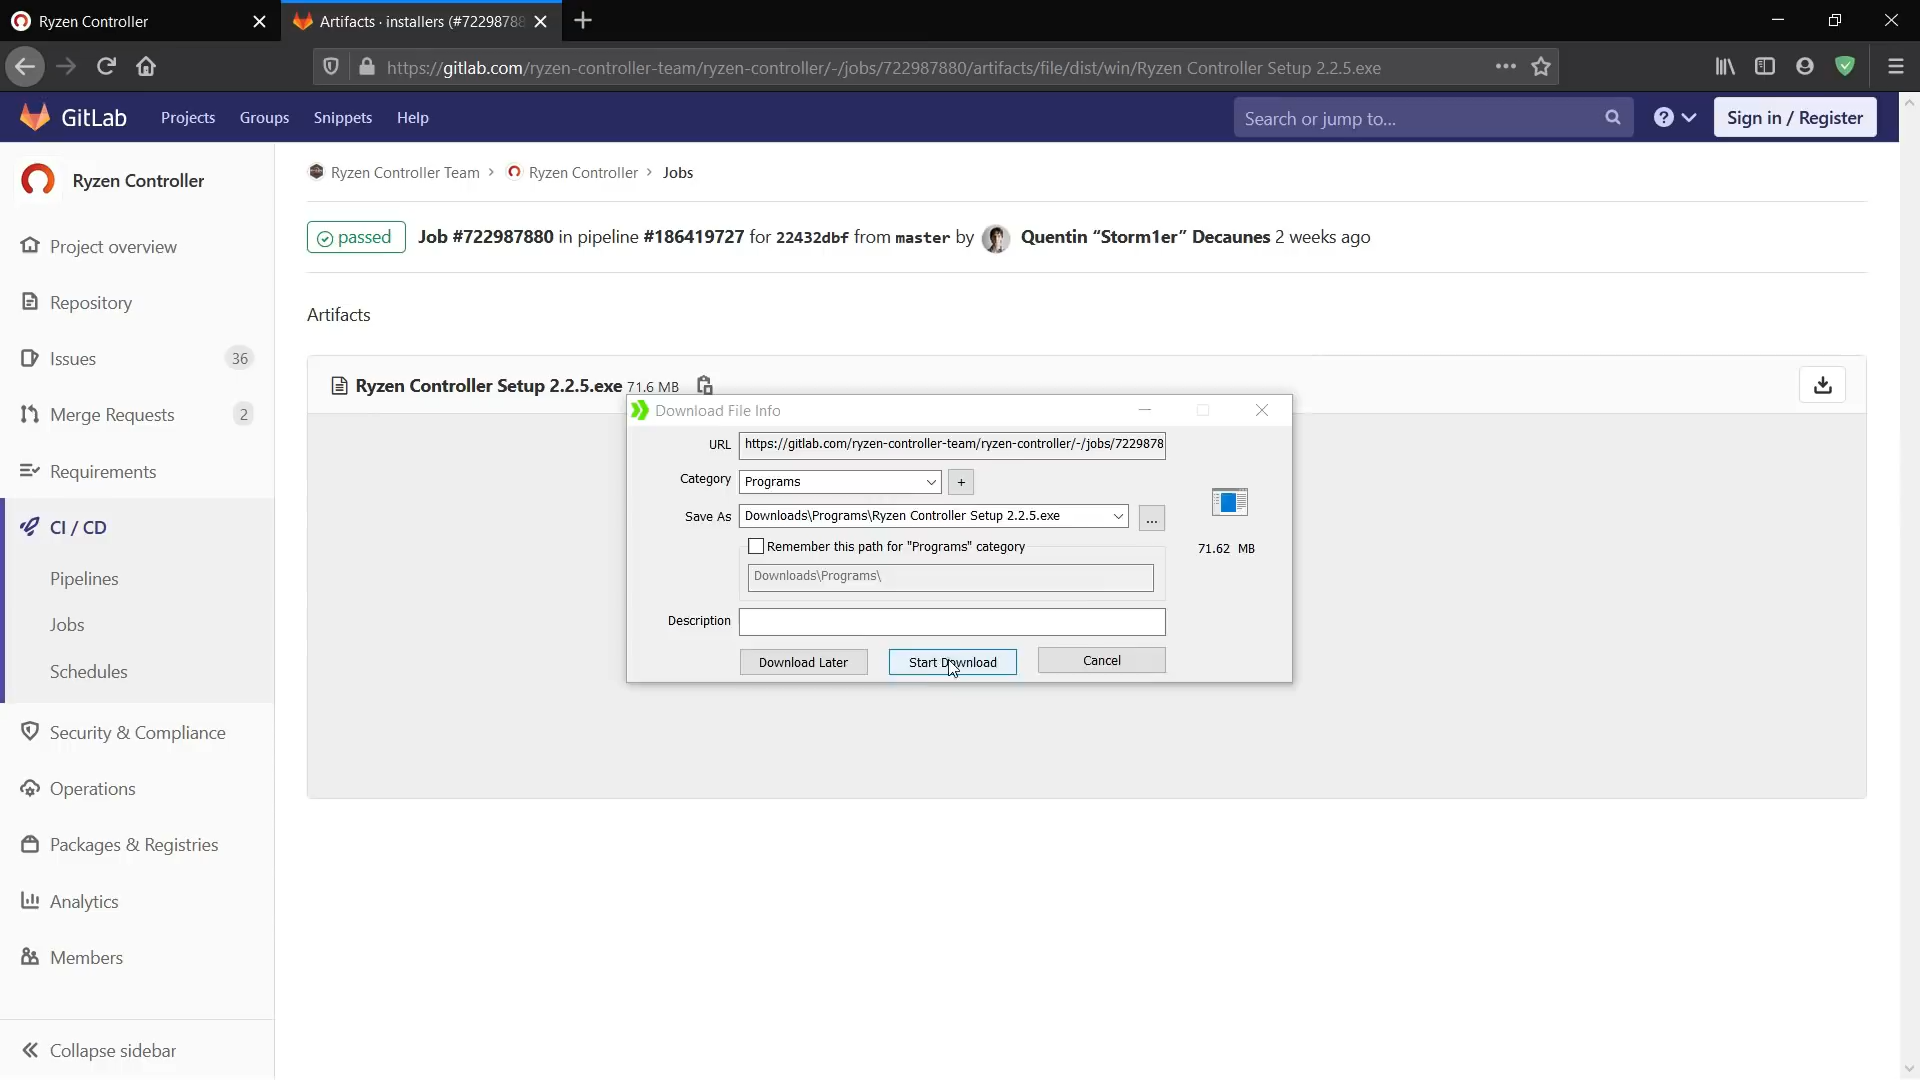 Ryzen Controller
Artifacts · installers (#72298788
https://gitlab.com/ryzen-controller-team/ryzen-controller/-/jobs/722987880/artifacts/file/dist/win/Ryzen Controller Setup 2.2.5.exe
GitLab
Projects
Groups
Snippets
Help
Search or jump to...
Sign in / Register
Ryzen Controller
Project overview
Repository
Issues 36
Merge Requests 2
Requirements
CI / CD
Pipelines
Jobs
Schedules
Security & Compliance
Operations
Packages & Registries
Analytics
Members
Collapse sidebar
Ryzen Controller Team › Ryzen Controller › Jobs
passed Job #722987880 in pipeline #186419727 for 22432dbf from master by Quentin “Storm1er” Decaunes 2 weeks ago
Artifacts
Ryzen Controller Setup 2.2.5.exe 71.6 MB
Download File Info
URL https://gitlab.com/ryzen-controller-team/ryzen-controller/-/jobs/7229878
Category Programs +
Save As Downloads\Programs\Ryzen Controller Setup 2.2.5.exe ...
Remember this path for "Programs" category
71.62 MB
Downloads\Programs\
Description
Download Later
Start Download
Cancel